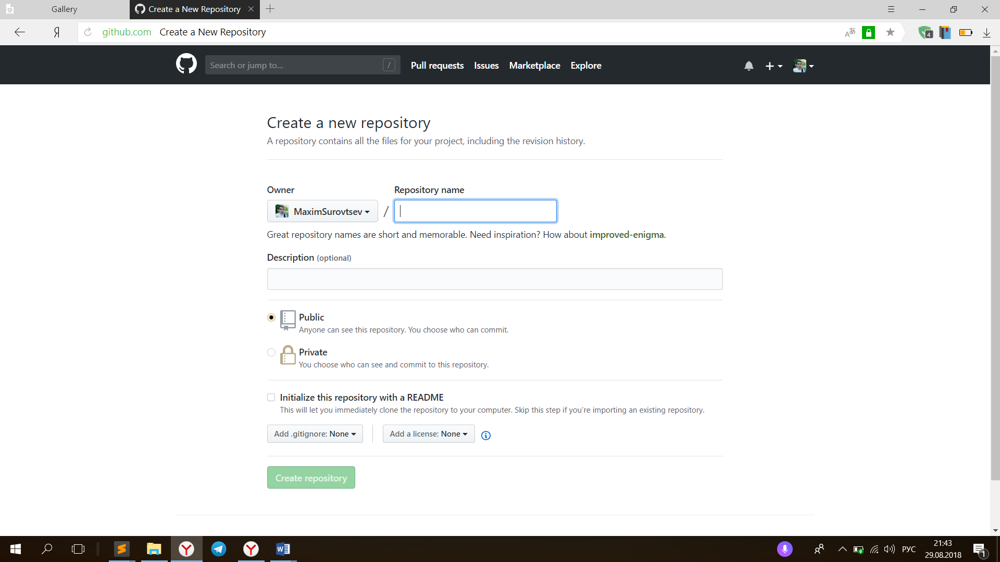 Gallery
Create a New Repository
github.com Create a New Repository
4
Search or jump to... /
Pull requests Issues Marketplace Explore
Create a new repository
A repository contains all the files for your project, including the revision history.
Owner Repository name
MaximSurovtsev /
Great repository names are short and memorable. Need inspiration? How about improved-enigma.
Description (optional)
Public
Anyone can see this repository. You choose who can commit.
Private
You choose who can see and commit to this repository.
Initialize this repository with a README
This will let you immediately clone the repository to your computer. Skip this step if you're importing an existing repository.
Add .gitignore: None Add a license: None
Create repository
РУС
21:43
29.08.2018
1